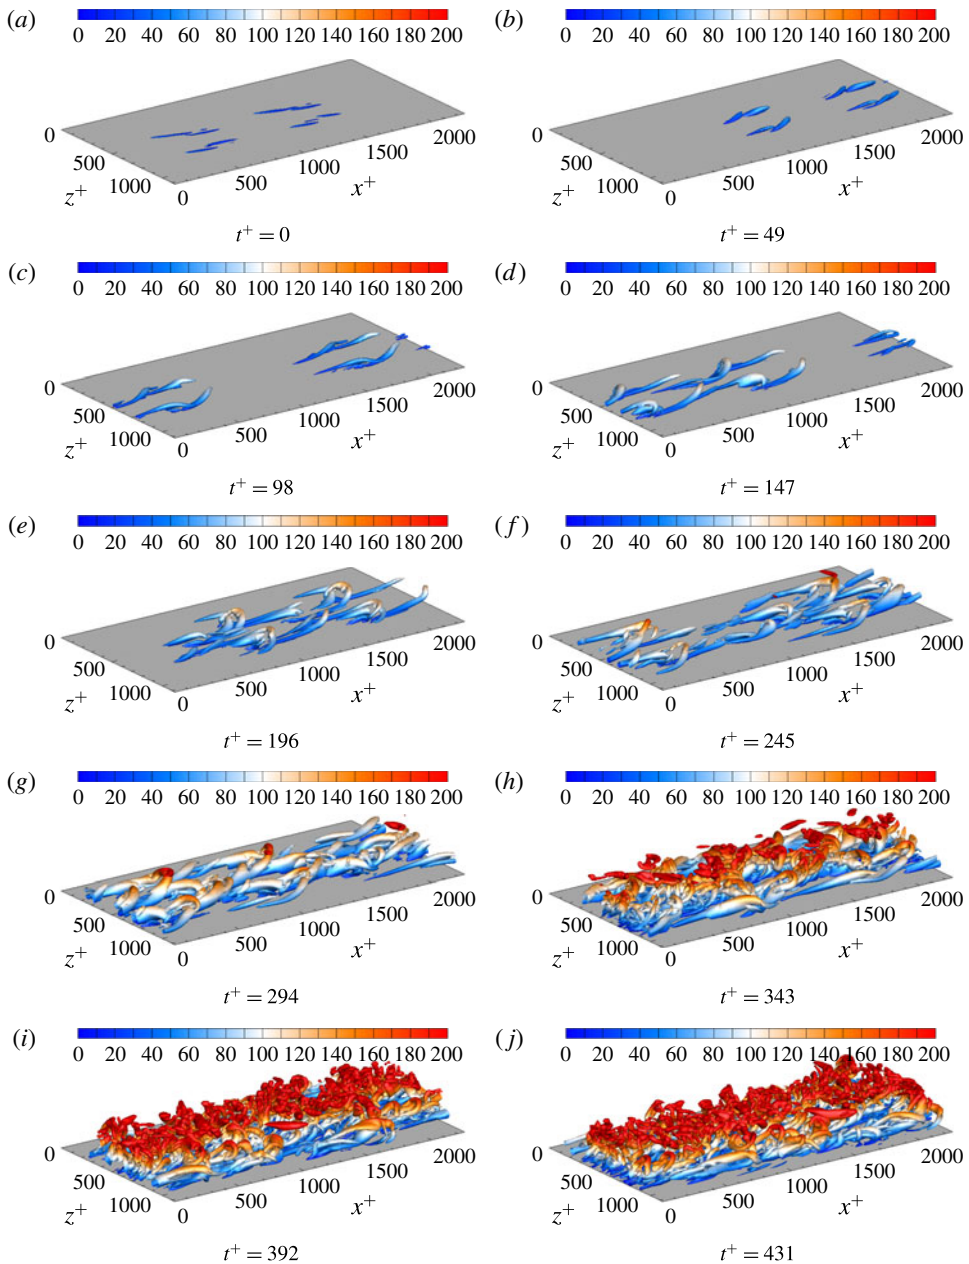 (a) 0 20 40 60 80 100 120 140 160 180 200
(b) 0 20 40 60 80 100 120 140 160 180 200
0 500 1000 z+ 0 500 1000 1500 2000 x+
0 500 1000 z+ 0 500 1000 1500 2000 x+
t+ = 0
t+ = 49
(c) 0 20 40 60 80 100 120 140 160 180 200
(d) 0 20 40 60 80 100 120 140 160 180 200
0 500 1000 z+ 0 500 1000 1500 2000 x+
0 500 1000 z+ 0 500 1000 1500 2000 x+
t+ = 98
t+ = 147
(e) 0 20 40 60 80 100 120 140 160 180 200
(f) 0 20 40 60 80 100 120 140 160 180 200
0 500 1000 z+ 0 500 1000 1500 2000 x+
0 500 1000 z+ 0 500 1000 1500 2000 x+
t+ = 196
t+ = 245
(g) 0 20 40 60 80 100 120 140 160 180 200
(h) 0 20 40 60 80 100 120 140 160 180 200
0 500 1000 z+ 0 500 1000 1500 2000 x+
0 500 1000 z+ 0 500 1000 1500 2000 x+
t+ = 294
t+ = 343
(i) 0 20 40 60 80 100 120 140 160 180 200
(j) 0 20 40 60 80 100 120 140 160 180 200
0 500 1000 z+ 0 500 1000 1500 2000 x+
0 500 1000 z+ 0 500 1000 1500 2000 x+
t+ = 392
t+ = 431